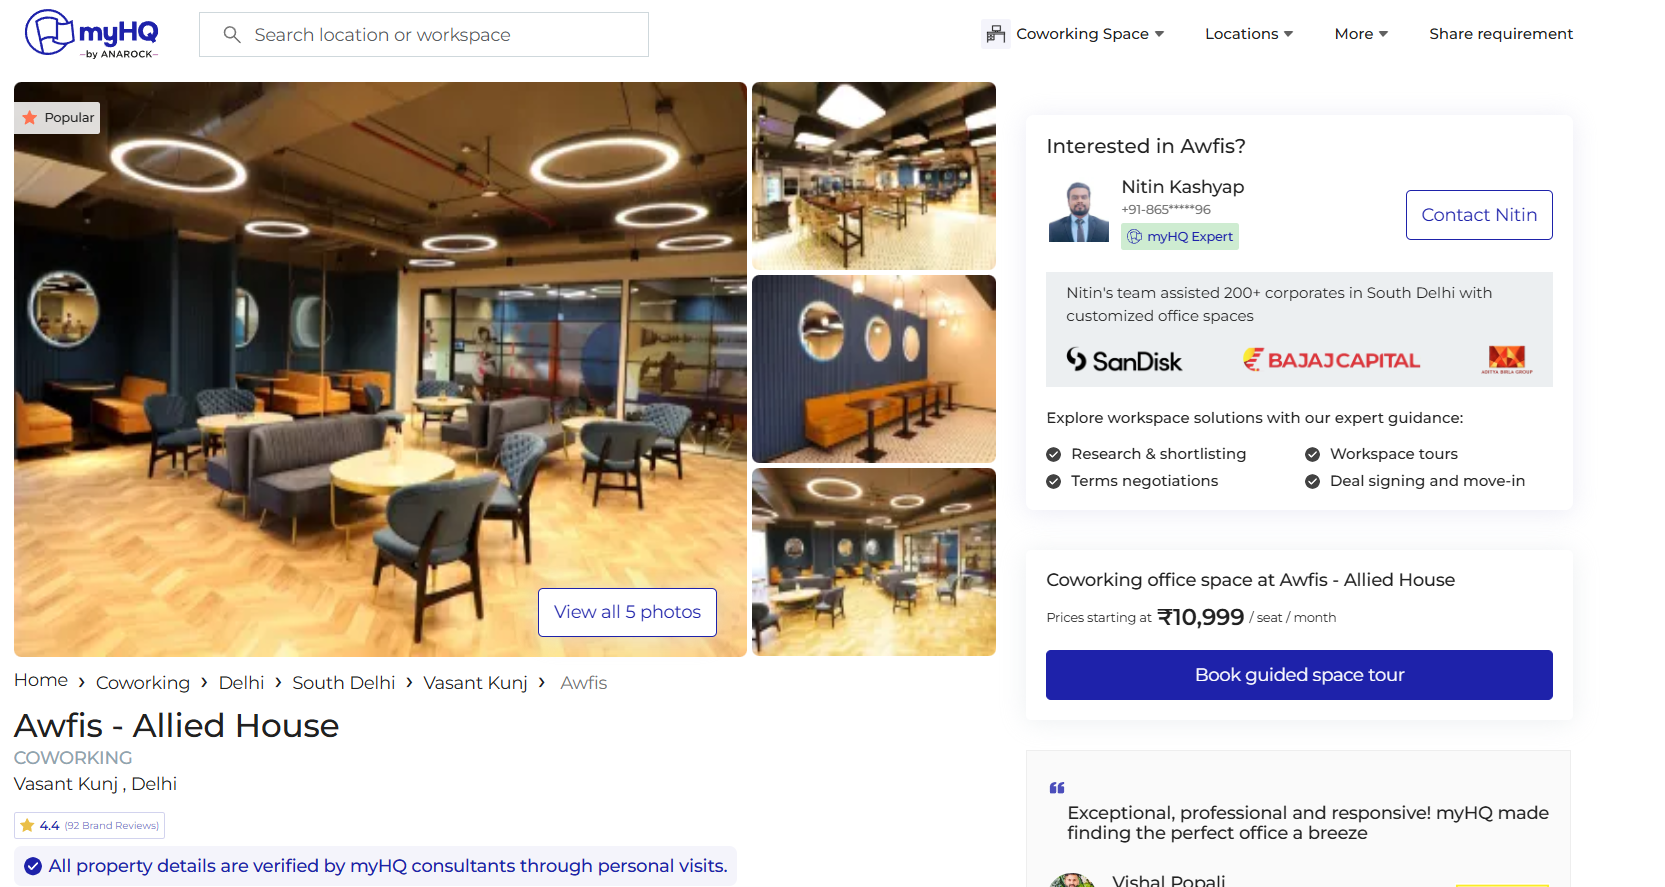 myHQ
by ANAROCK
Search location or workspace
Coworking Space
Locations
More
Share requirement
Popular
View all 5 photos
Home › Coworking › Delhi › South Delhi › Vasant Kunj › Awfis
Awfis - Allied House
COWORKING
Vasant Kunj , Delhi
4.4 (92 Brand Reviews)
All property details are verified by myHQ consultants through personal visits.
Interested in Awfis?
Nitin Kashyap
+91-865*****96
myHQ Expert
Contact Nitin
Nitin's team assisted 200+ corporates in South Delhi with
customized office spaces
SanDisk
BAJAJ CAPITAL
ADITYA BIRLA GROUP
Explore workspace solutions with our expert guidance:
Research & shortlisting
Workspace tours
Terms negotiations
Deal signing and move-in
Coworking office space at Awfis - Allied House
Prices starting at ₹10,999 / seat / month
Book guided space tour
Exceptional, professional and responsive! myHQ made
finding the perfect office a breeze
Vishal Popali